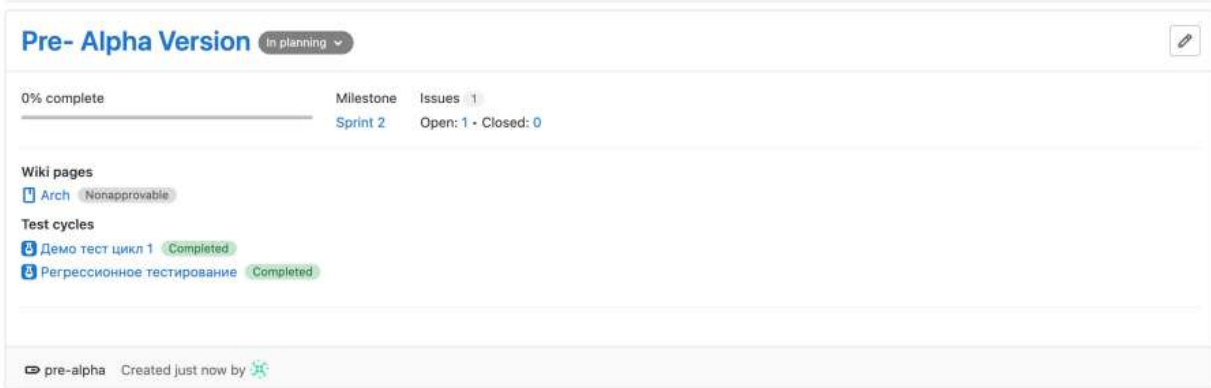 Pre- Alpha Version In planning
0% complete Milestone Issues 1
Sprint 2 Open: 1 • Closed: 0
Wiki pages
Arch Nonapprovable
Test cycles
Демо тест цикл 1 Completed
Регрессионное тестирование Completed
pre-alpha Created just now by